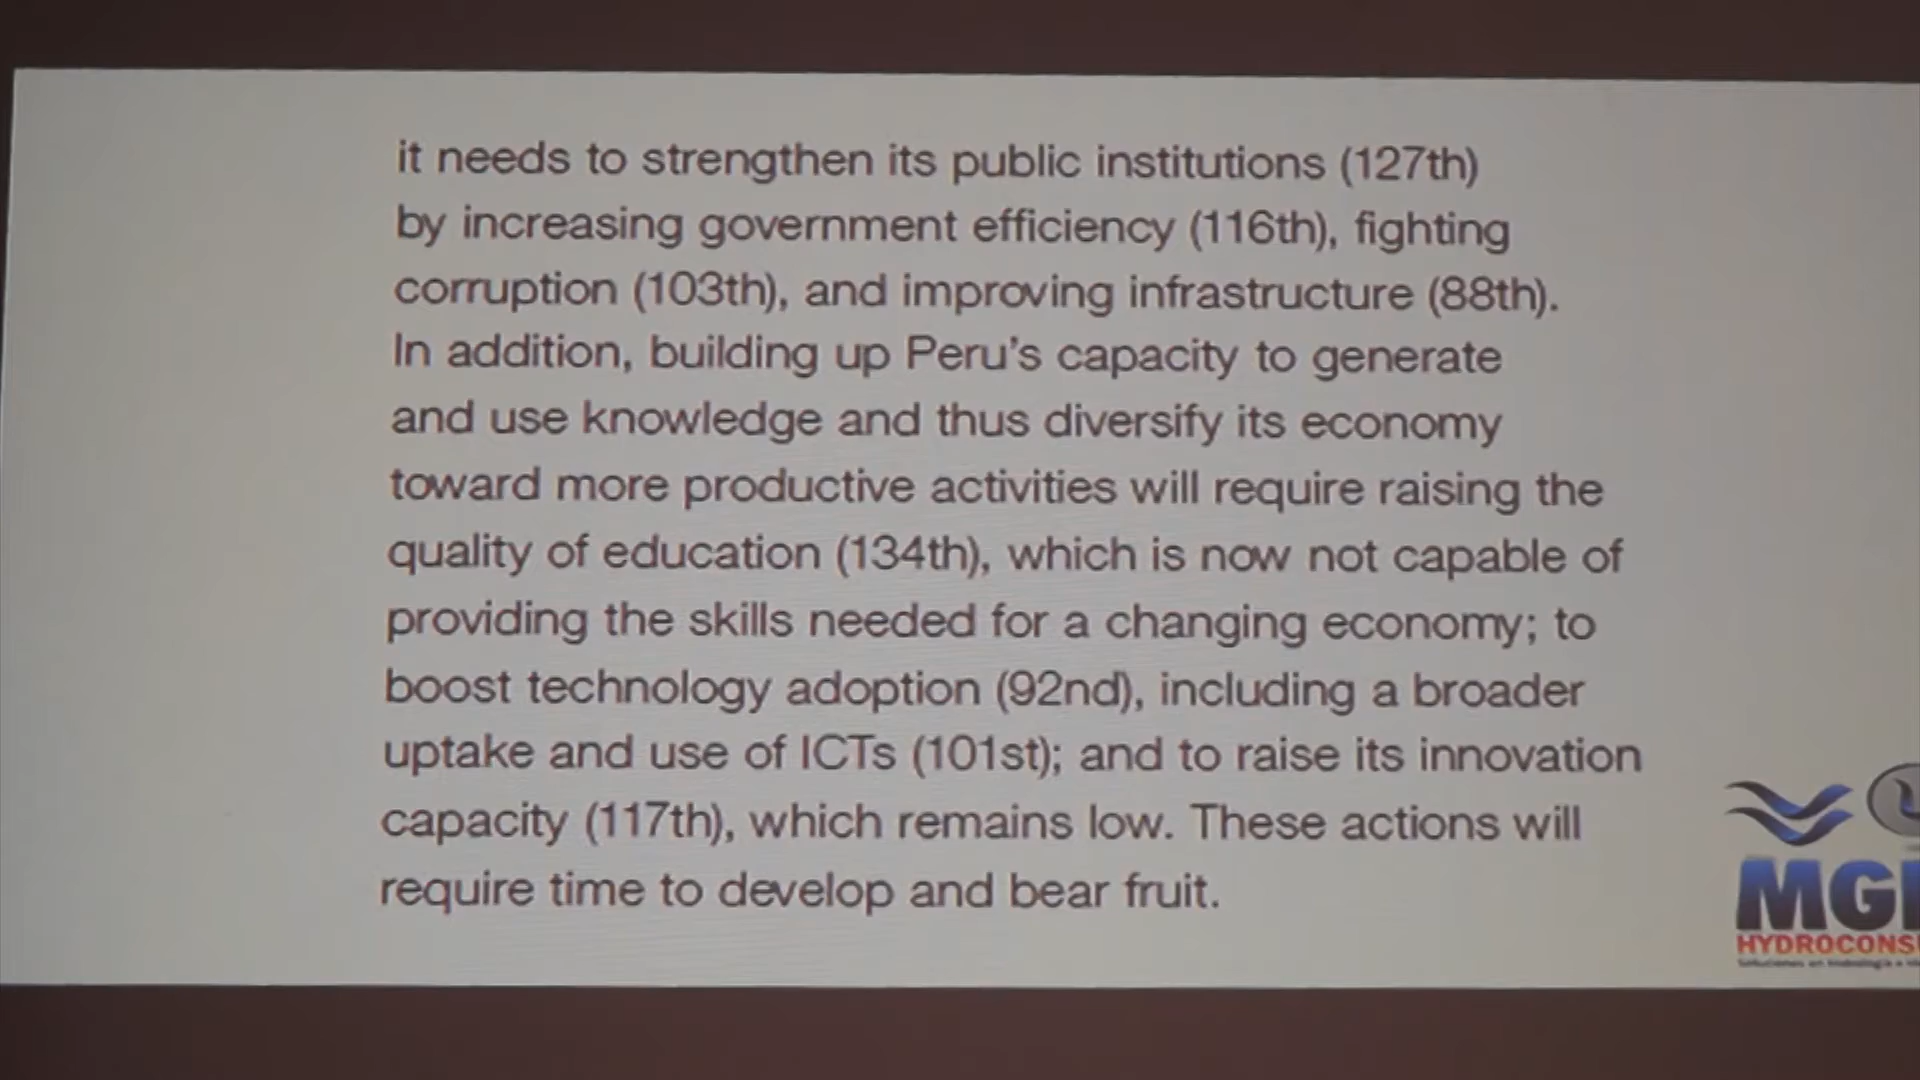 it needs to strengthen its public institutions (127th)
by increasing government efficiency (116th), fighting
corruption (103th), and improving infrastructure (88th).
In addition, building up Peru's capacity to generate
and use knowledge and thus diversify its economy
toward more productive activities will require raising the
quality of education (134th), which is now not capable of
providing the skills needed for a changing economy; to
boost technology adoption (92nd), including a broader
uptake and use of ICTs (101st); and to raise its innovation
capacity (117th), which remains low. These actions will
require time to develop and bear fruit.
MG
HYDROCONS